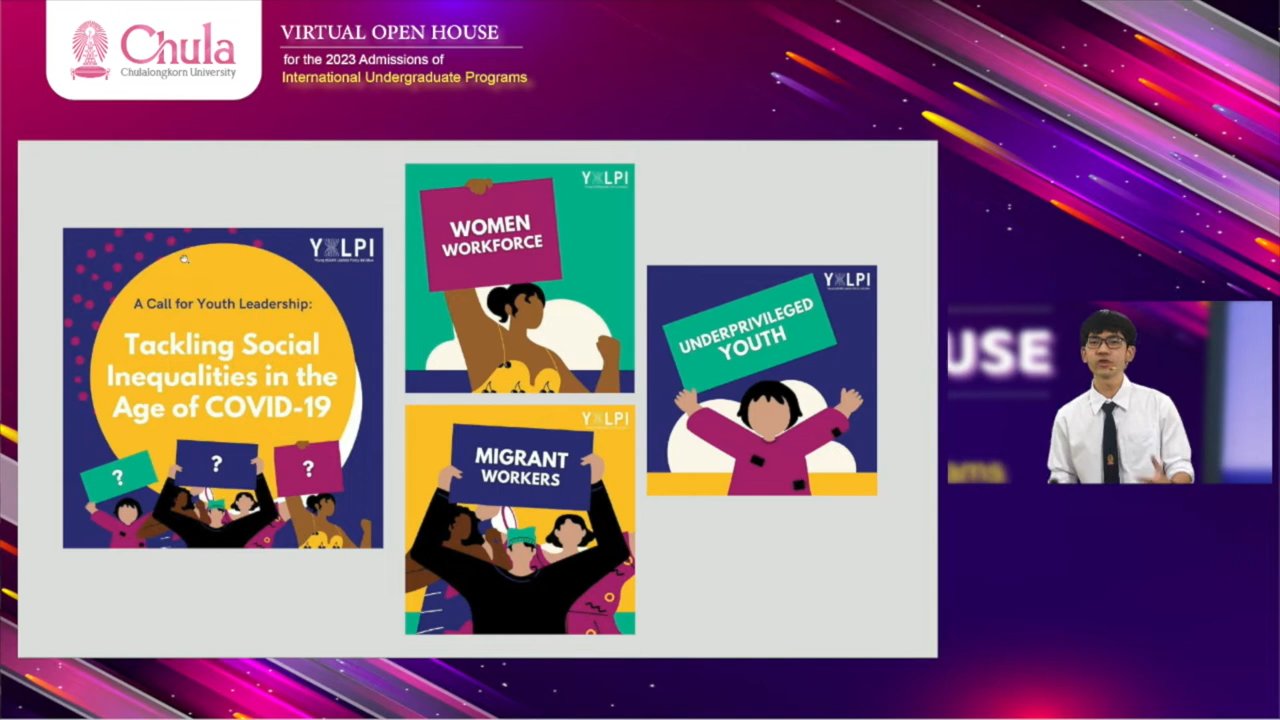 Chula
Chulalongkorn University
VIRTUAL OPEN HOUSE
for the 2023 Admissions of
International Undergraduate Programs
YLPI
A Call for Youth Leadership:
Tackling Social
Inequalities in the
Age of COVID-19
?
?
?
YLPI
WOMEN
WORKFORCE
YLPI
MIGRANT
WORKERS
YLPI
UNDERPRIVILEGED
YOUTH
USE
ams